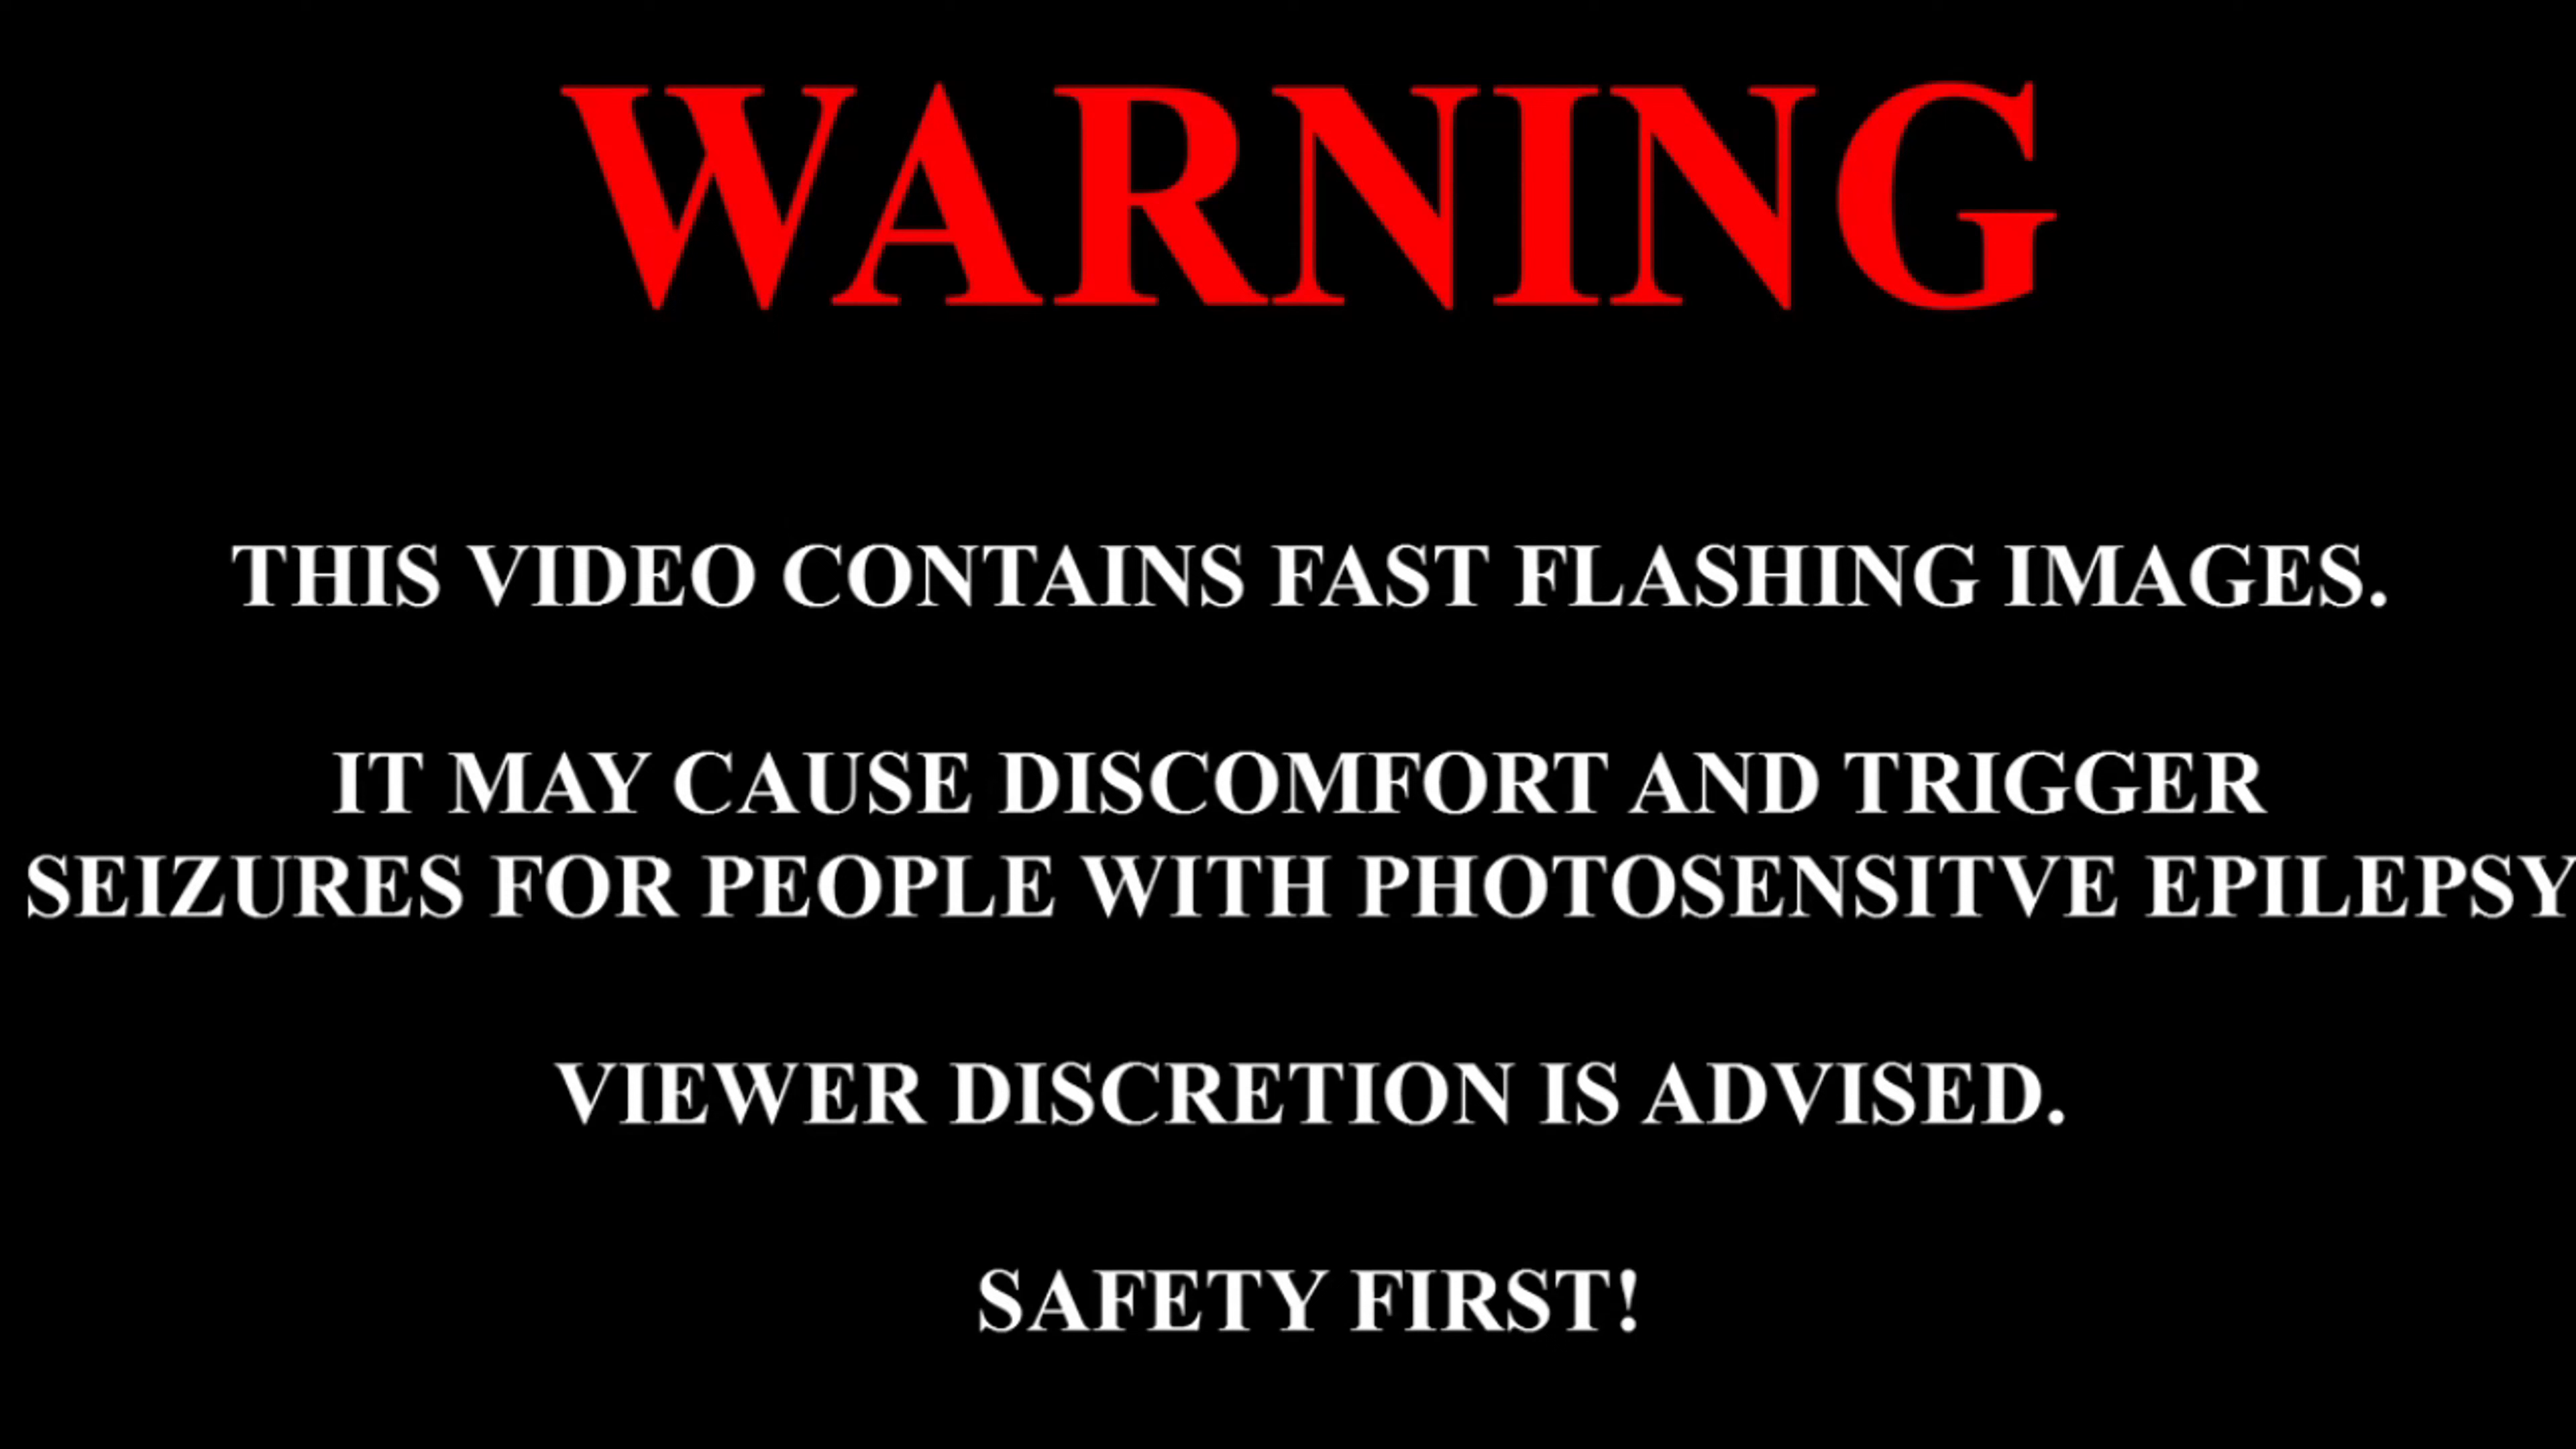 WARNING
THIS VIDEO CONTAINS FAST FLASHING IMAGES.
IT MAY CAUSE DISCOMFORT AND TRIGGER
SEIZURES FOR PEOPLE WITH PHOTOSENSITVE EPILEPSY
VIEWER DISCRETION IS ADVISED.
SAFETY FIRST!